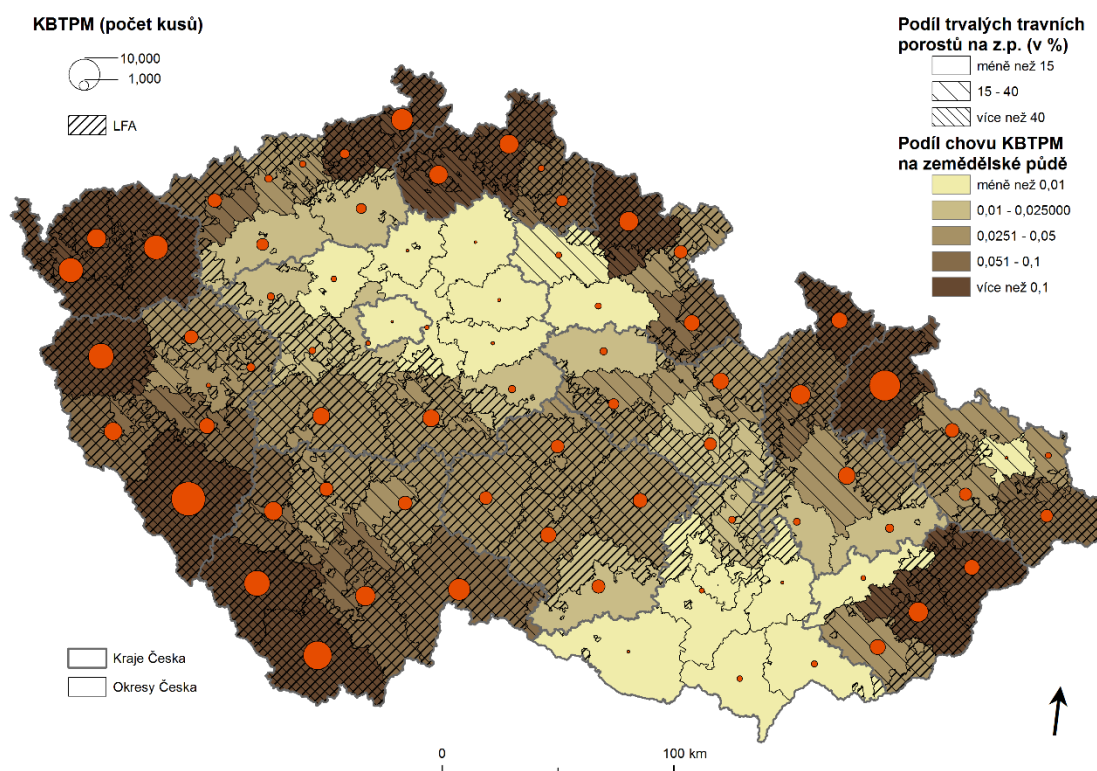 KBTPM (počet kusů)
10,000
1,000
LFA
Podíl trvalých travních
porostů na z.p. (v %)
méně než 15
15 - 40
více než 40
Podíl chovu KBTPM
na zemědělské půdě
méně než 0,01
0,01 - 0,025000
0,0251 - 0,05
0,051 - 0,1
více než 0,1
Kraje Česka
Okresy Česka
0 100 km